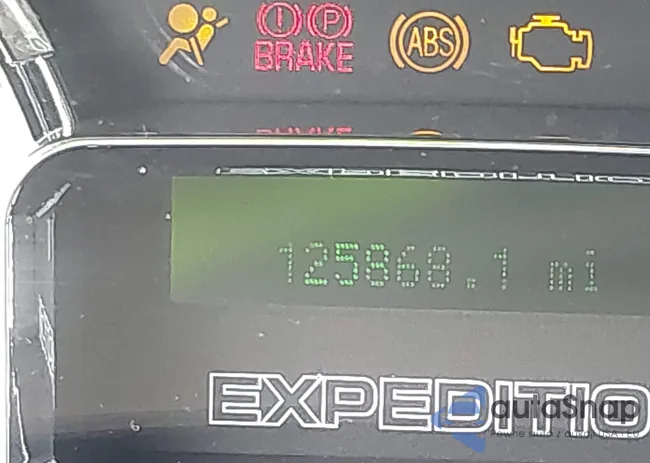 BRAKE
ABS
125868.1 mi
EXPEDITIO
autoSnap